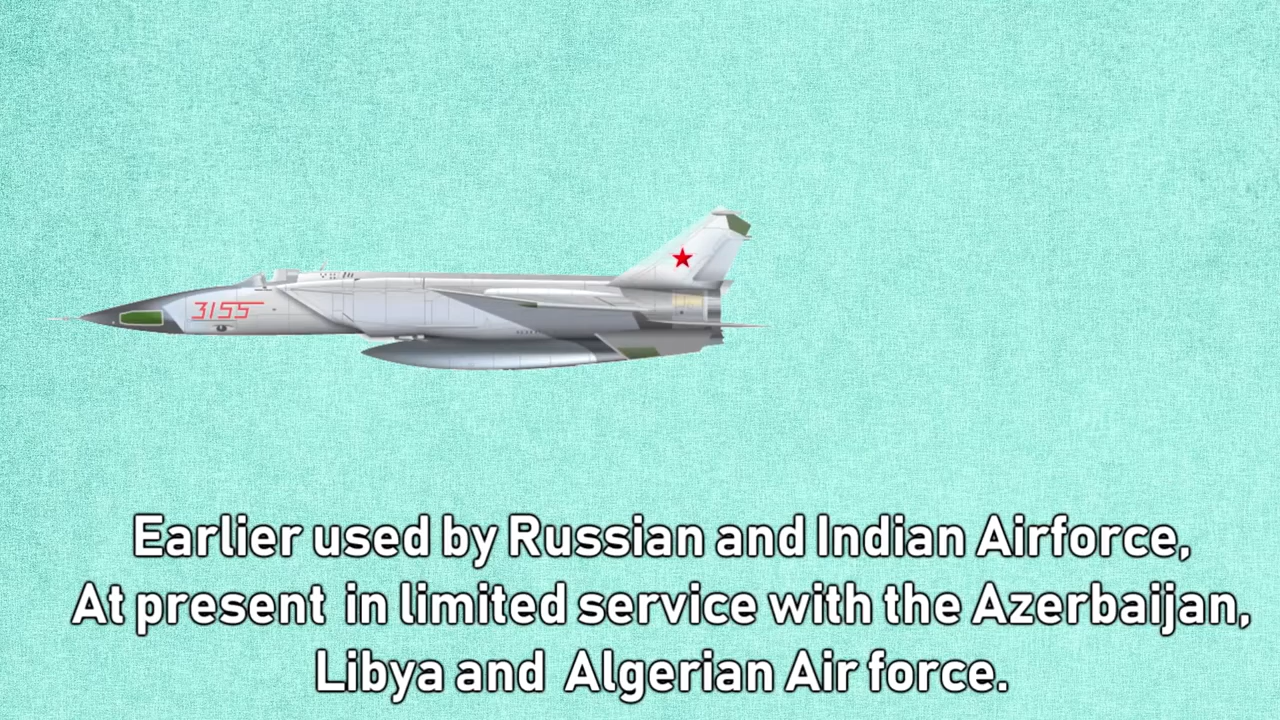 3155
Earlier used by Russian and Indian Airforce,
At present in limited service with the Azerbaijan,
Libya and Algerian Air force.